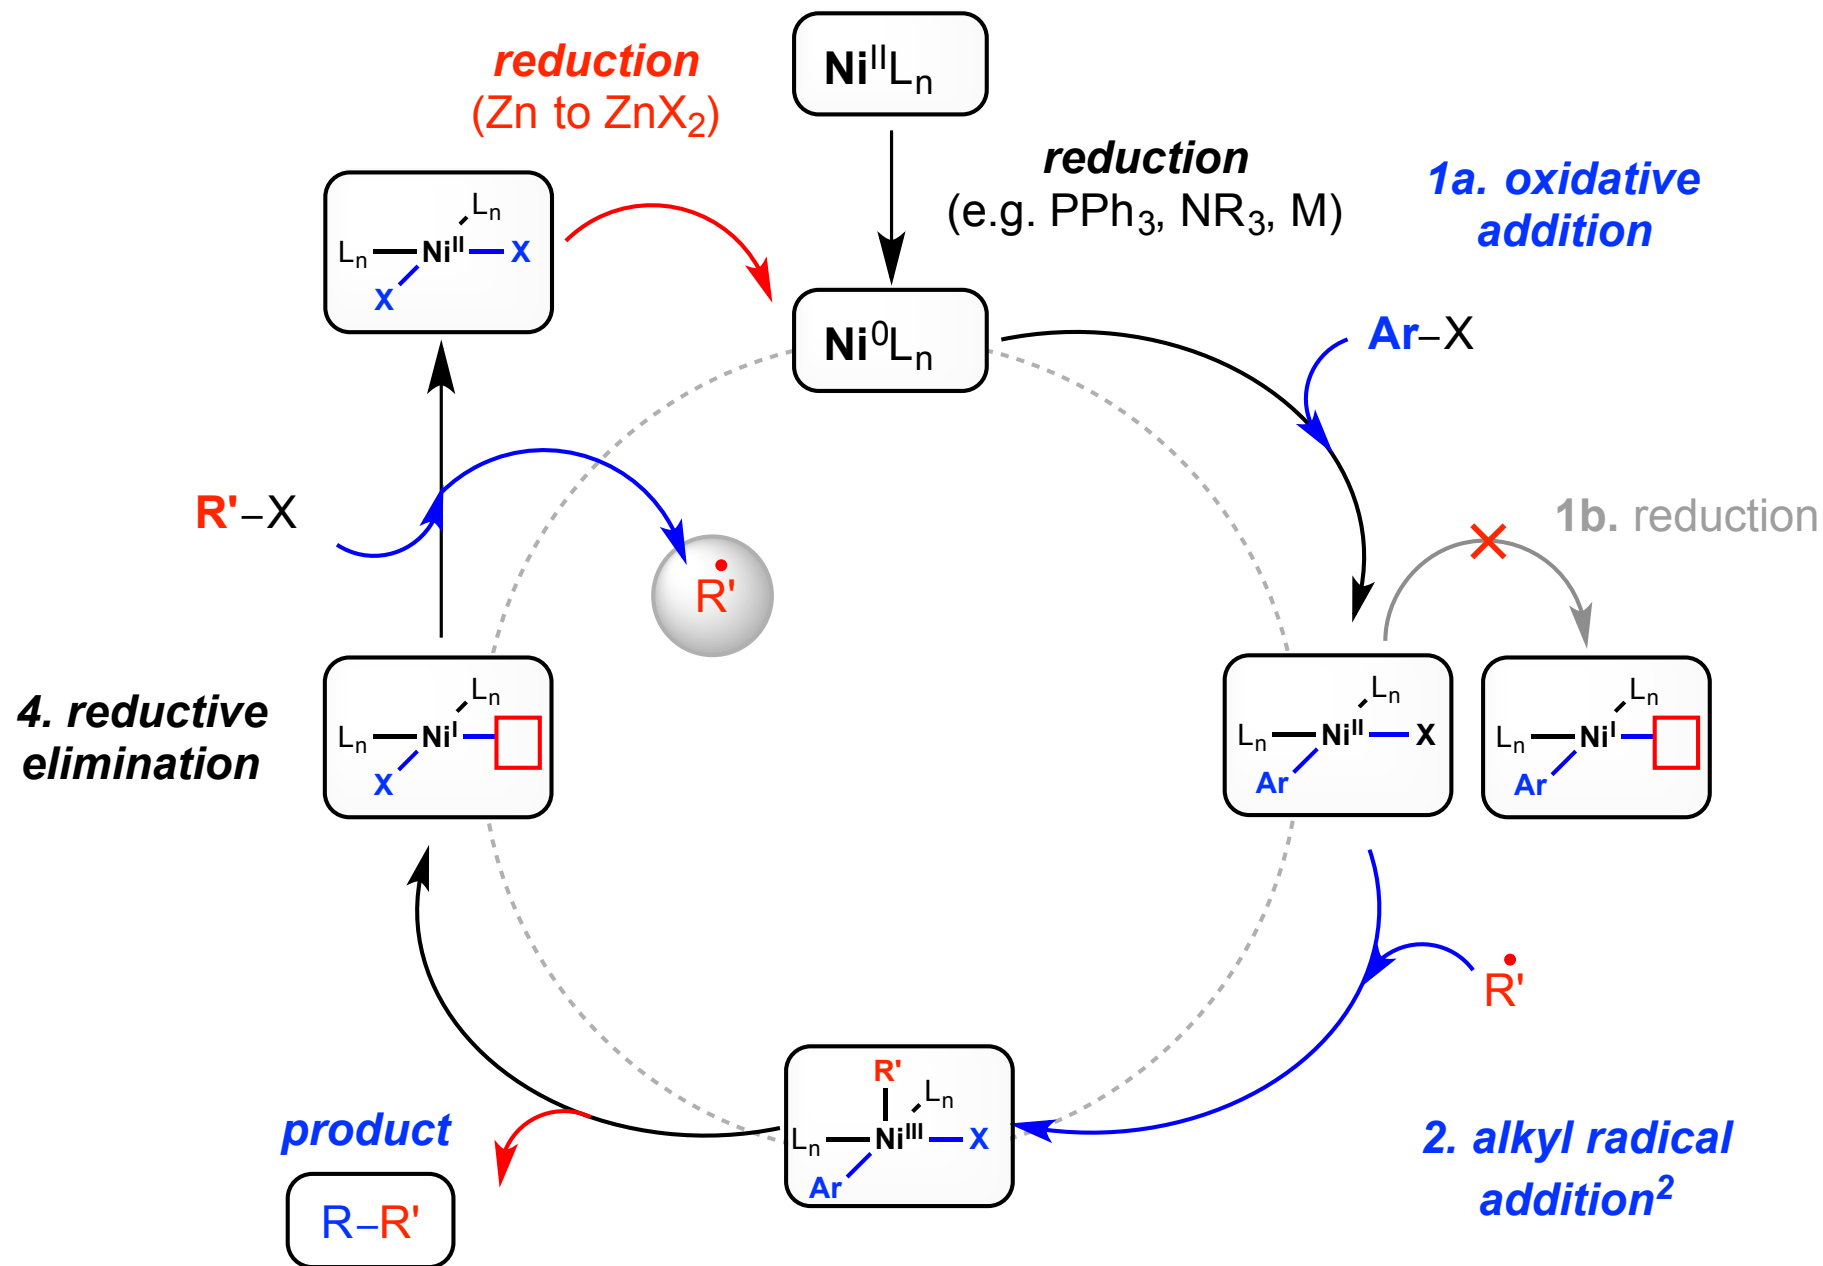 reduction
(Zn to ZnX₂)
NiᴵᴵLₙ
reduction
(e.g. PPh₃, NR₃, M)
1a. oxidative
addition
Lₙ
Lₙ Niᴵᴵ X
X
Ni⁰Lₙ
Ar–X
R'–X
R'
1b. reduction
4. reductive
elimination
Lₙ
Lₙ Niᴵ
X
Lₙ
Lₙ Niᴵᴵ X
Ar
Lₙ
Lₙ Niᴵ
Ar
R'
R'
Lₙ
Lₙ Niᴵᴵᴵ X
Ar
product
R–R'
2. alkyl radical
addition²